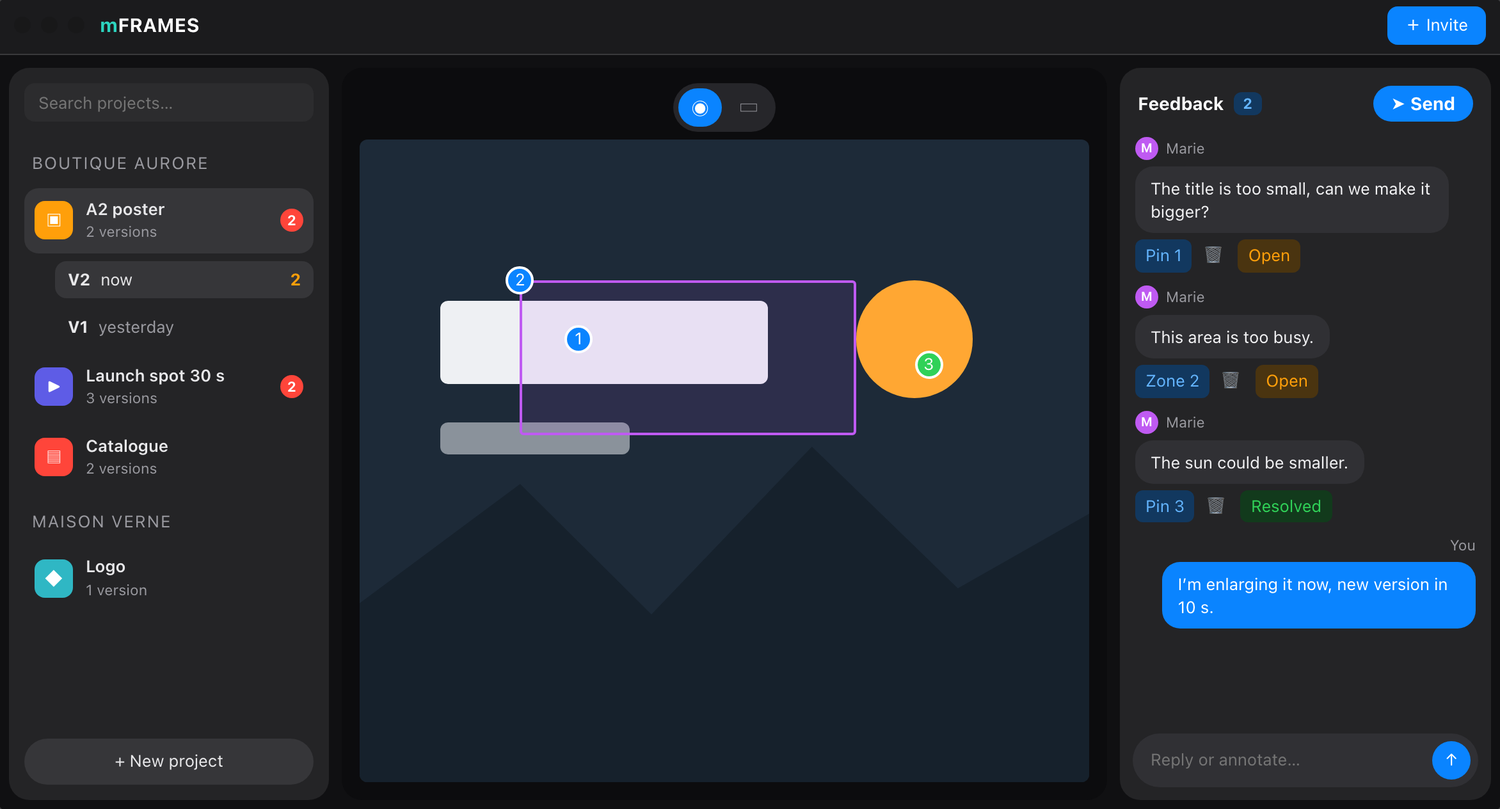 mFRAMES
+ Invite
Search projects...
BOUTIQUE AURORE
A2 poster
2 versions
2
V2 now
2
V1 yesterday
Launch spot 30 s
3 versions
2
Catalogue
2 versions
MAISON VERNE
Logo
1 version
+ New project
2
1
3
Feedback 2
Send
M Marie
The title is too small, can we make it
bigger?
Pin 1
Open
M Marie
This area is too busy.
Zone 2
Open
M Marie
The sun could be smaller.
Pin 3
Resolved
You
I’m enlarging it now, new version in
10 s.
Reply or annotate...